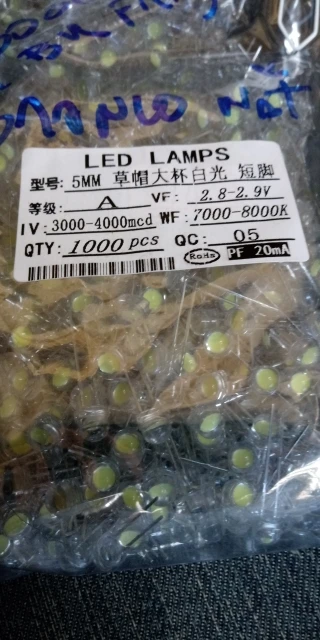 LED LAMPS
型号: 5MM 草帽大杯白光 短脚
等级: A VF: 2.8-2.9V
IV: 3000-4000mcd WF: 7000-8000K
QTY: 1000 pcs QC: 05
RoHS PF 20mA